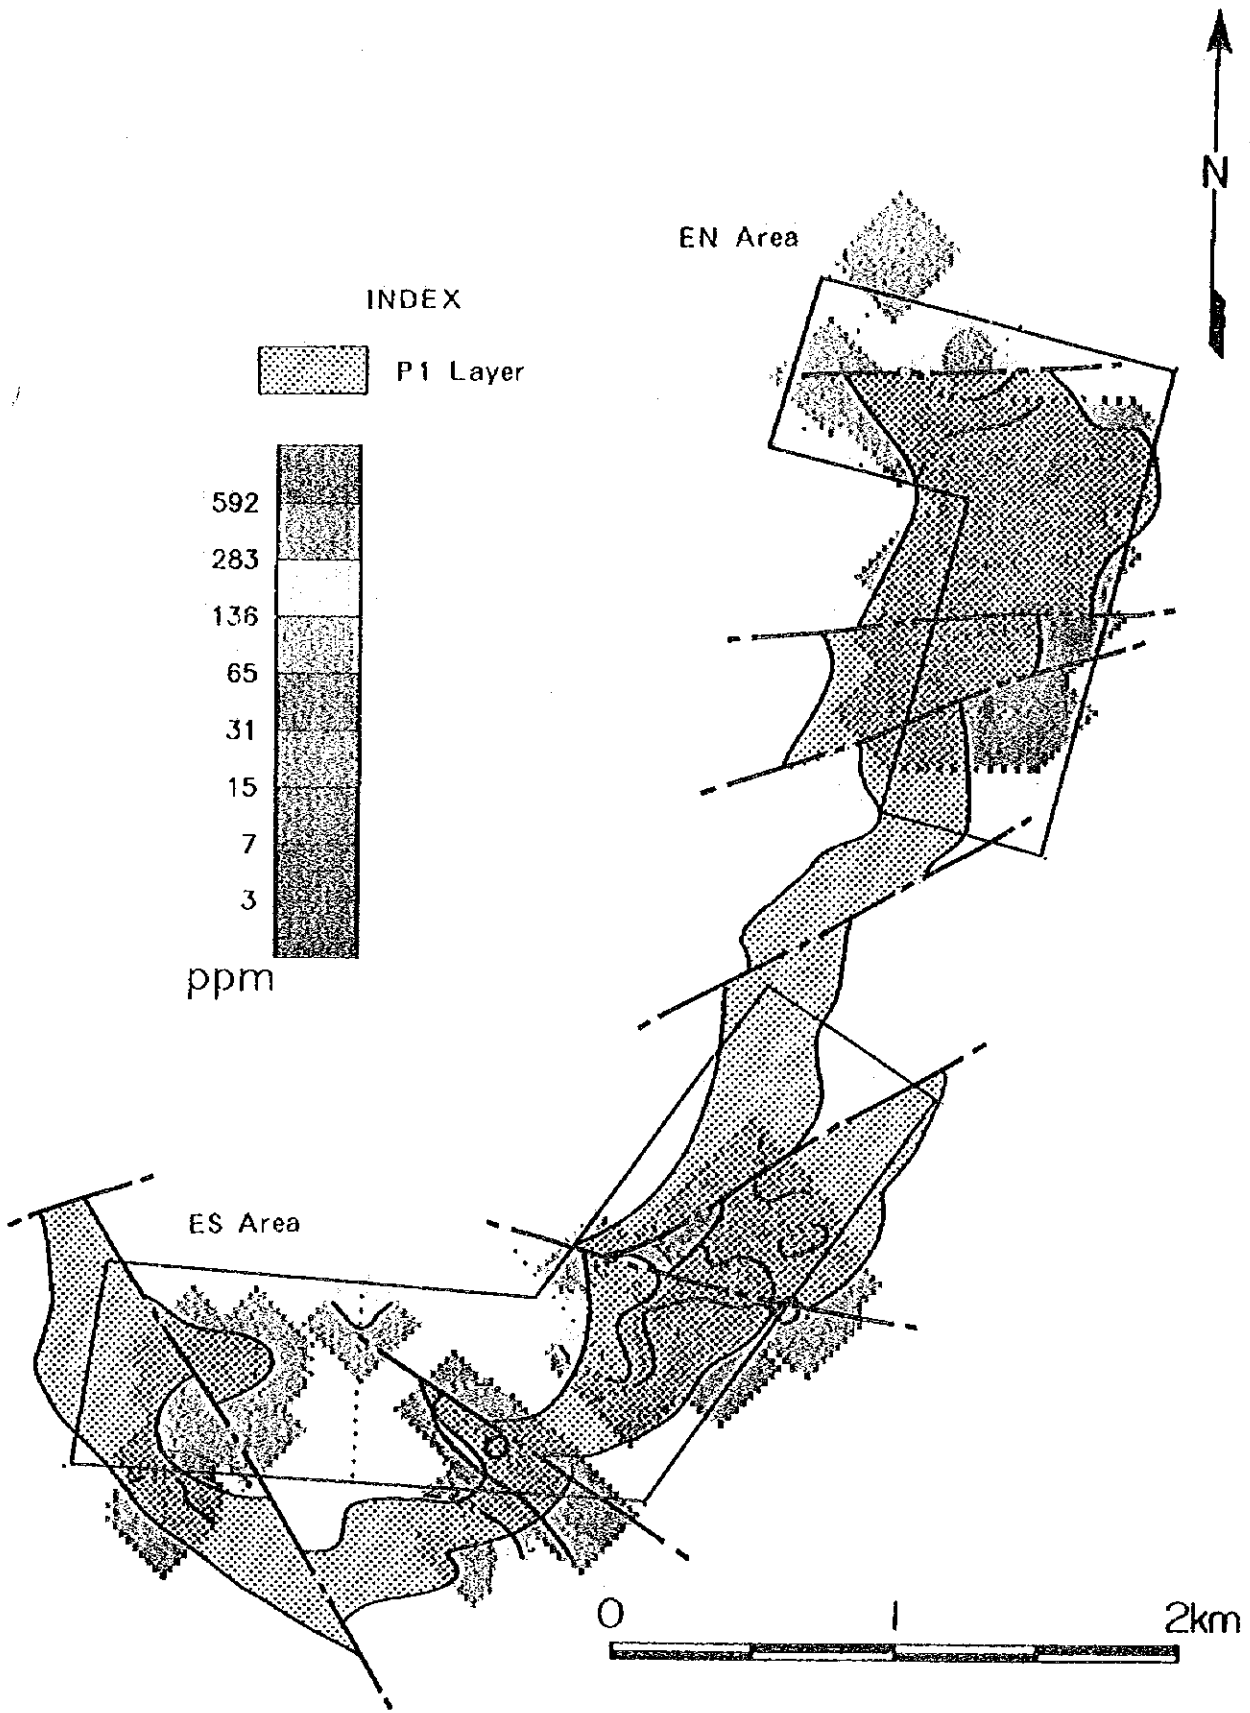 N
EN Area
INDEX
P1 Layer
592
283
136
65
31
15
7
3
ppm
ES Area
0 1 2km